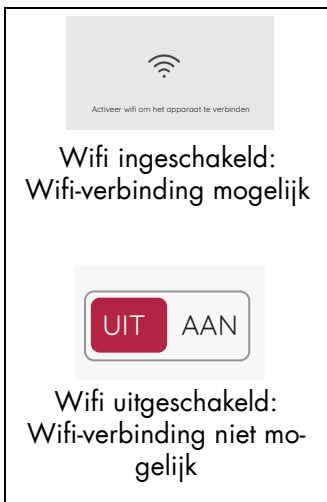 Activeer wifi om het apparaat te verbinden
Wifi ingeschakeld:
Wifi-verbinding mogelijk
UIT AAN
Wifi uitgeschakeld:
Wifi-verbinding niet mo-
gelijk